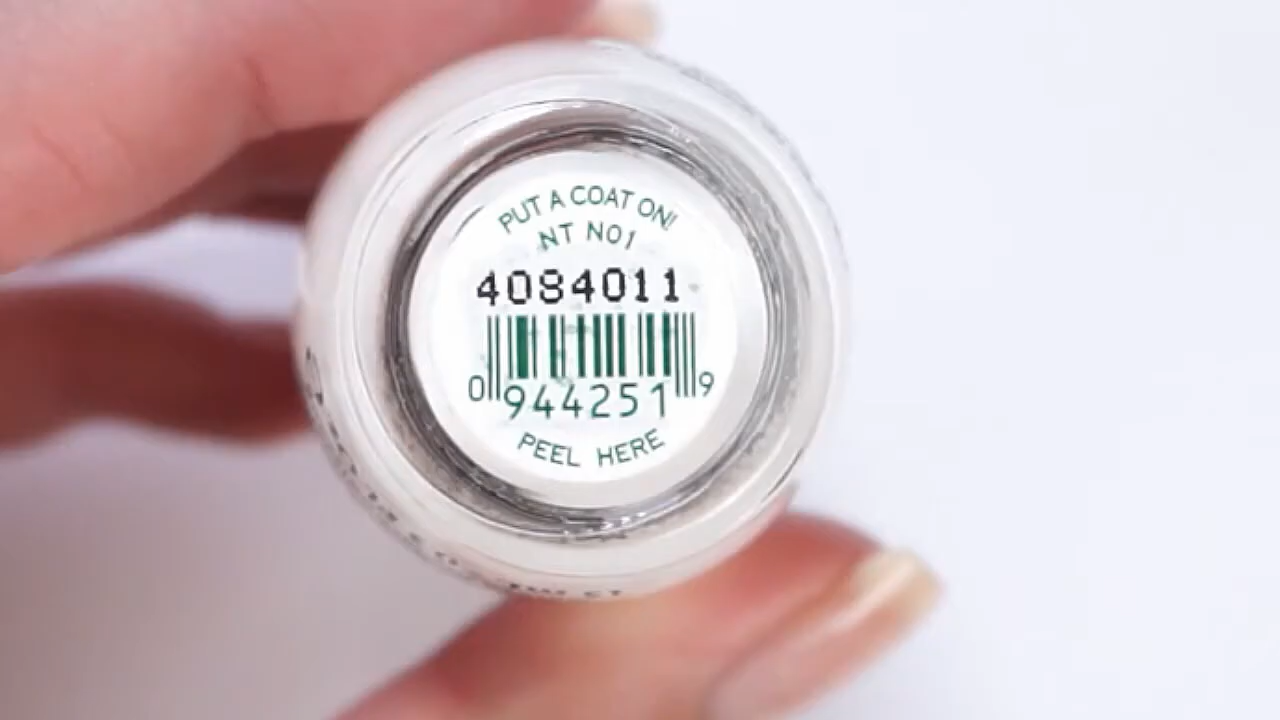 PUT A COAT ON!
NT N01
4084011
0 944251 9
PEEL HERE